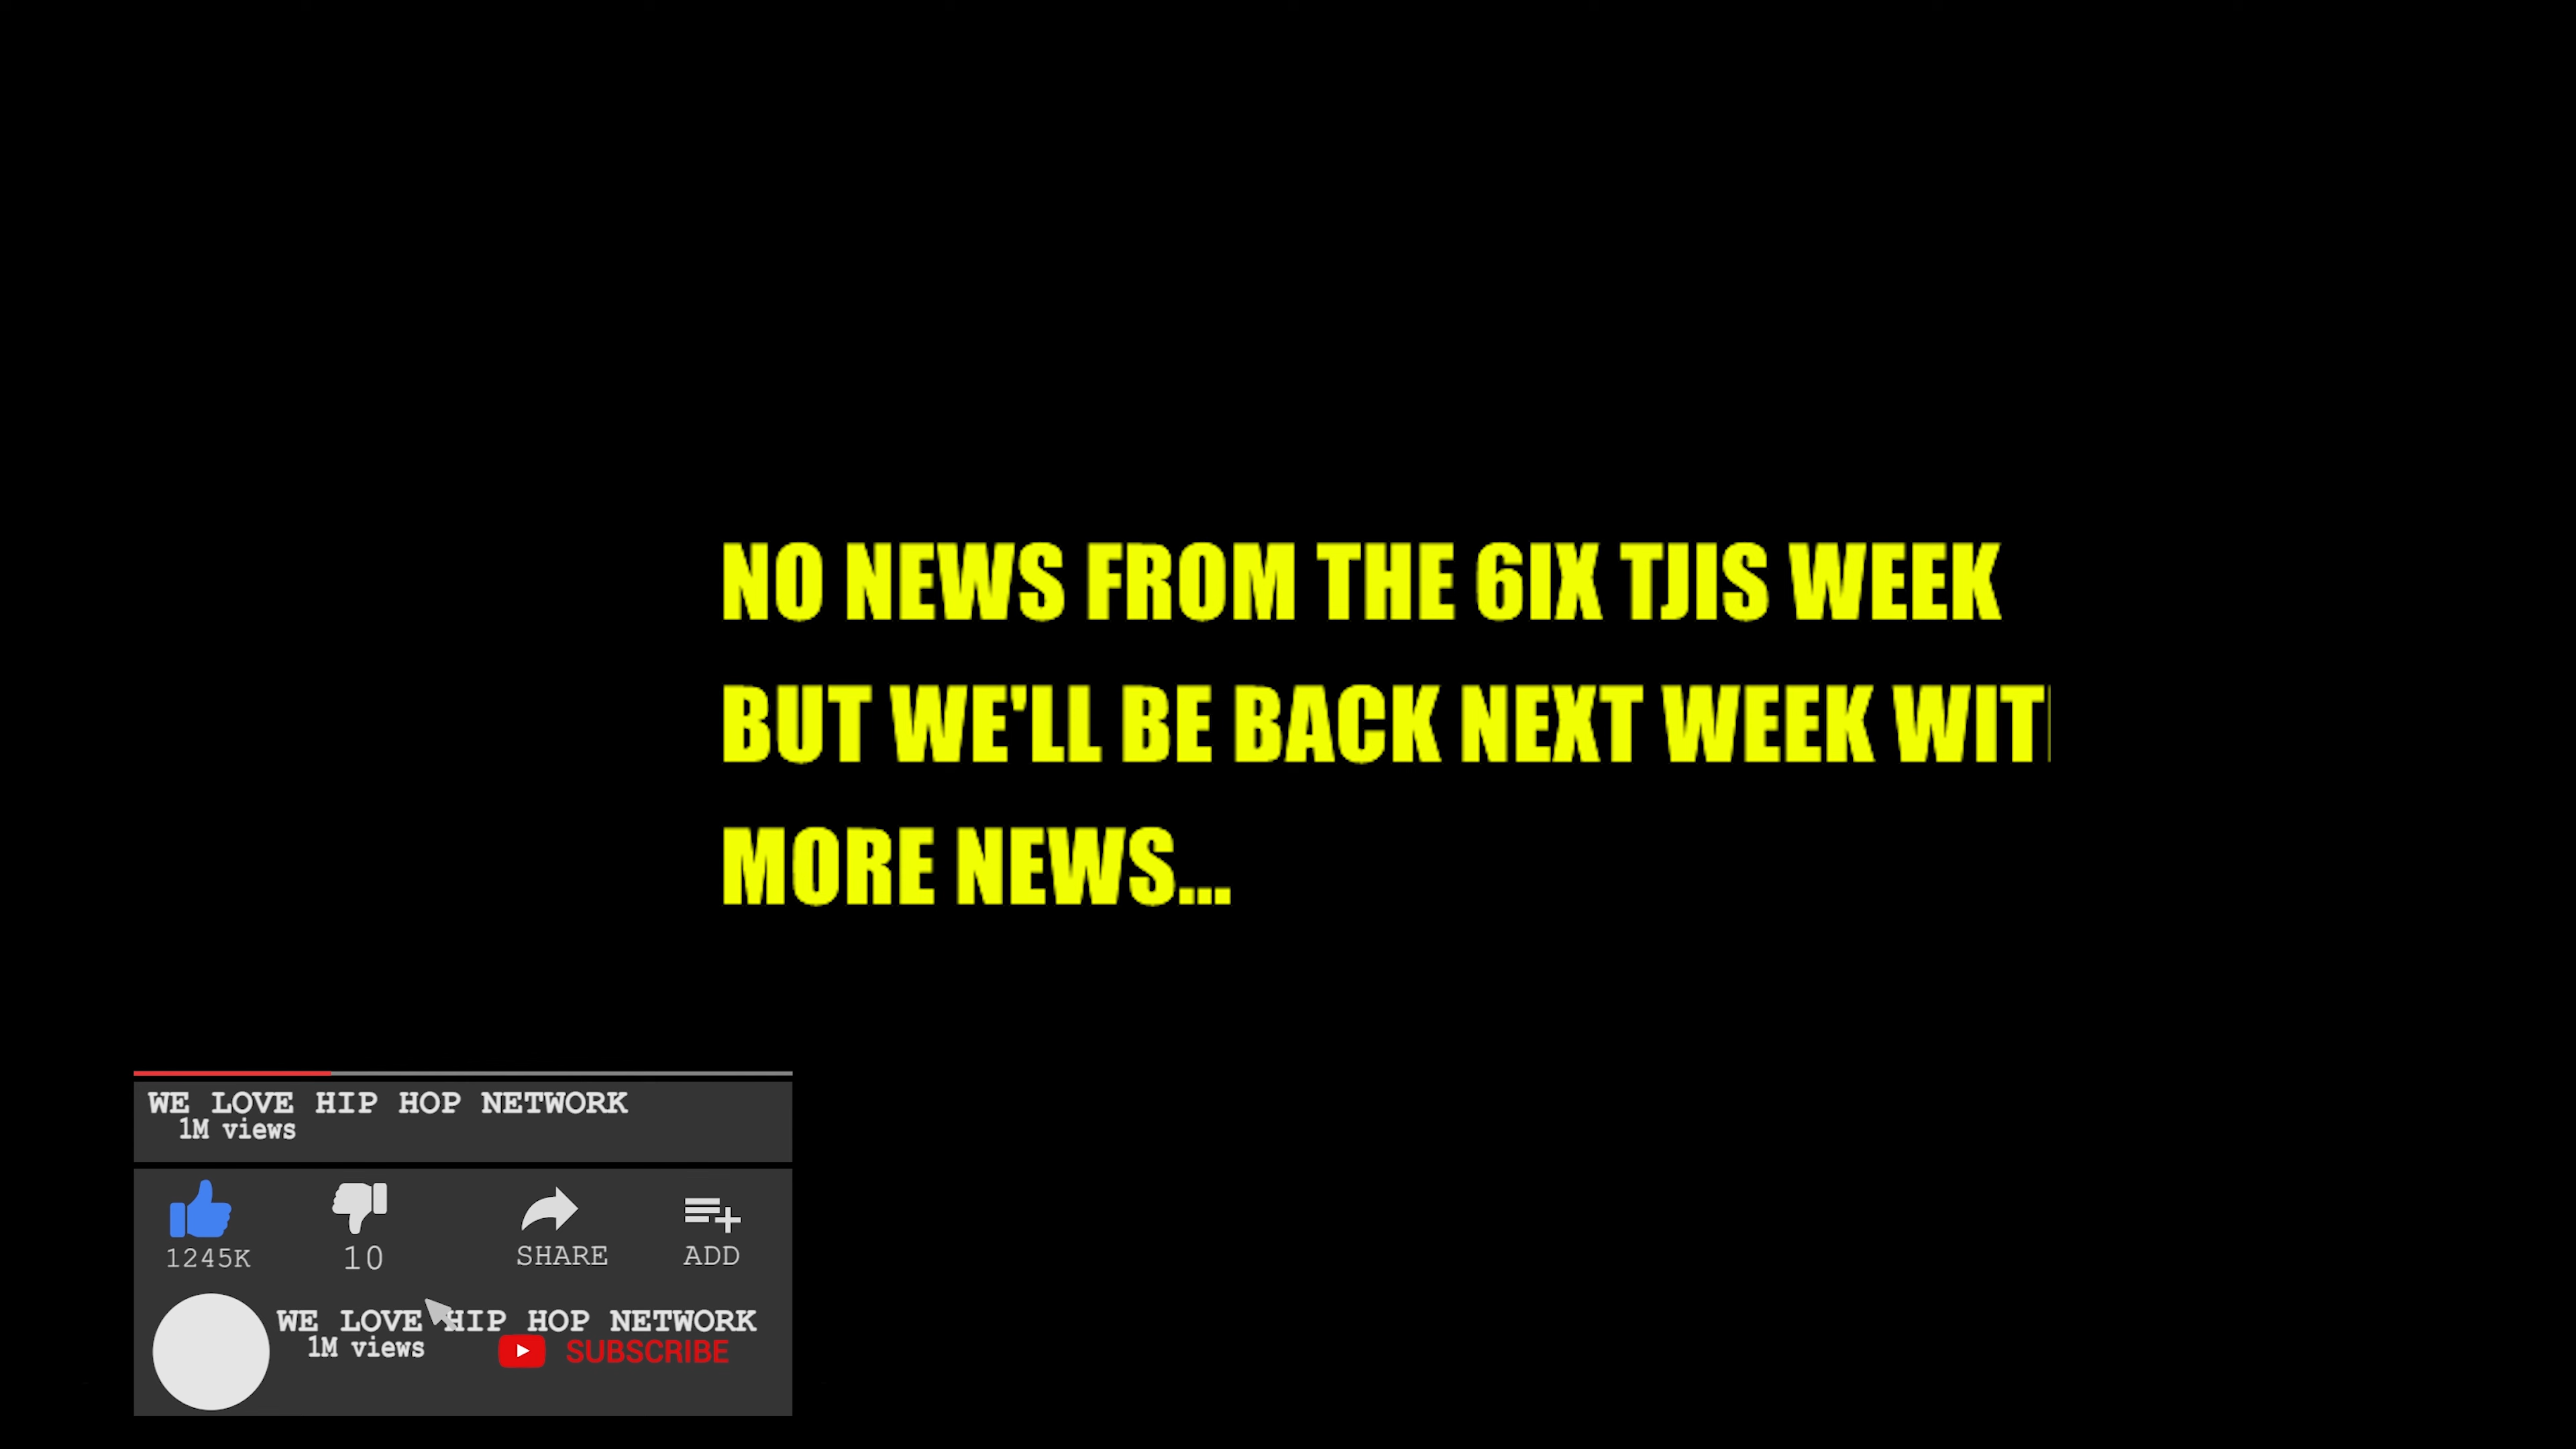 NO NEWS FROM THE 6IX TJIS WEEK
BUT WE'LL BE BACK NEXT WEEK WIT
MORE NEWS...
WE LOVE HIP HOP NETWORK
1M views
1245K 10 SHARE ADD
WE LOVE HIP HOP NETWORK
1M views SUBSCRIBE